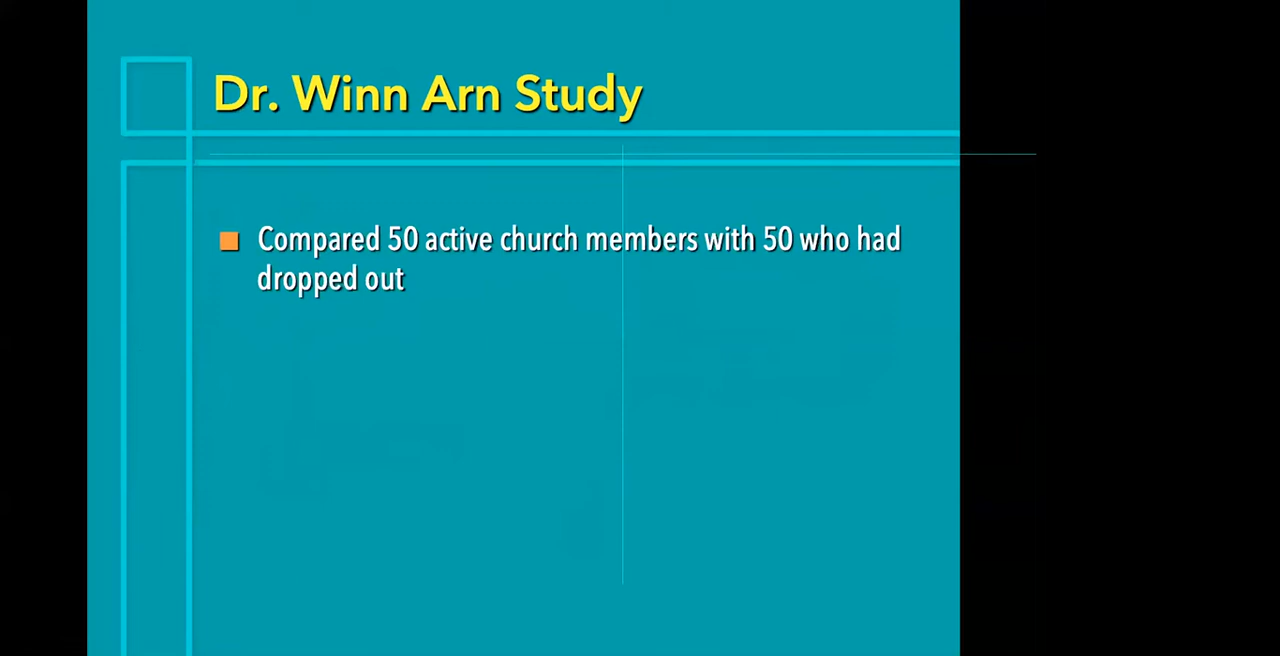 Dr. Winn Arn Study
Compared 50 active church members with 50 who had
dropped out